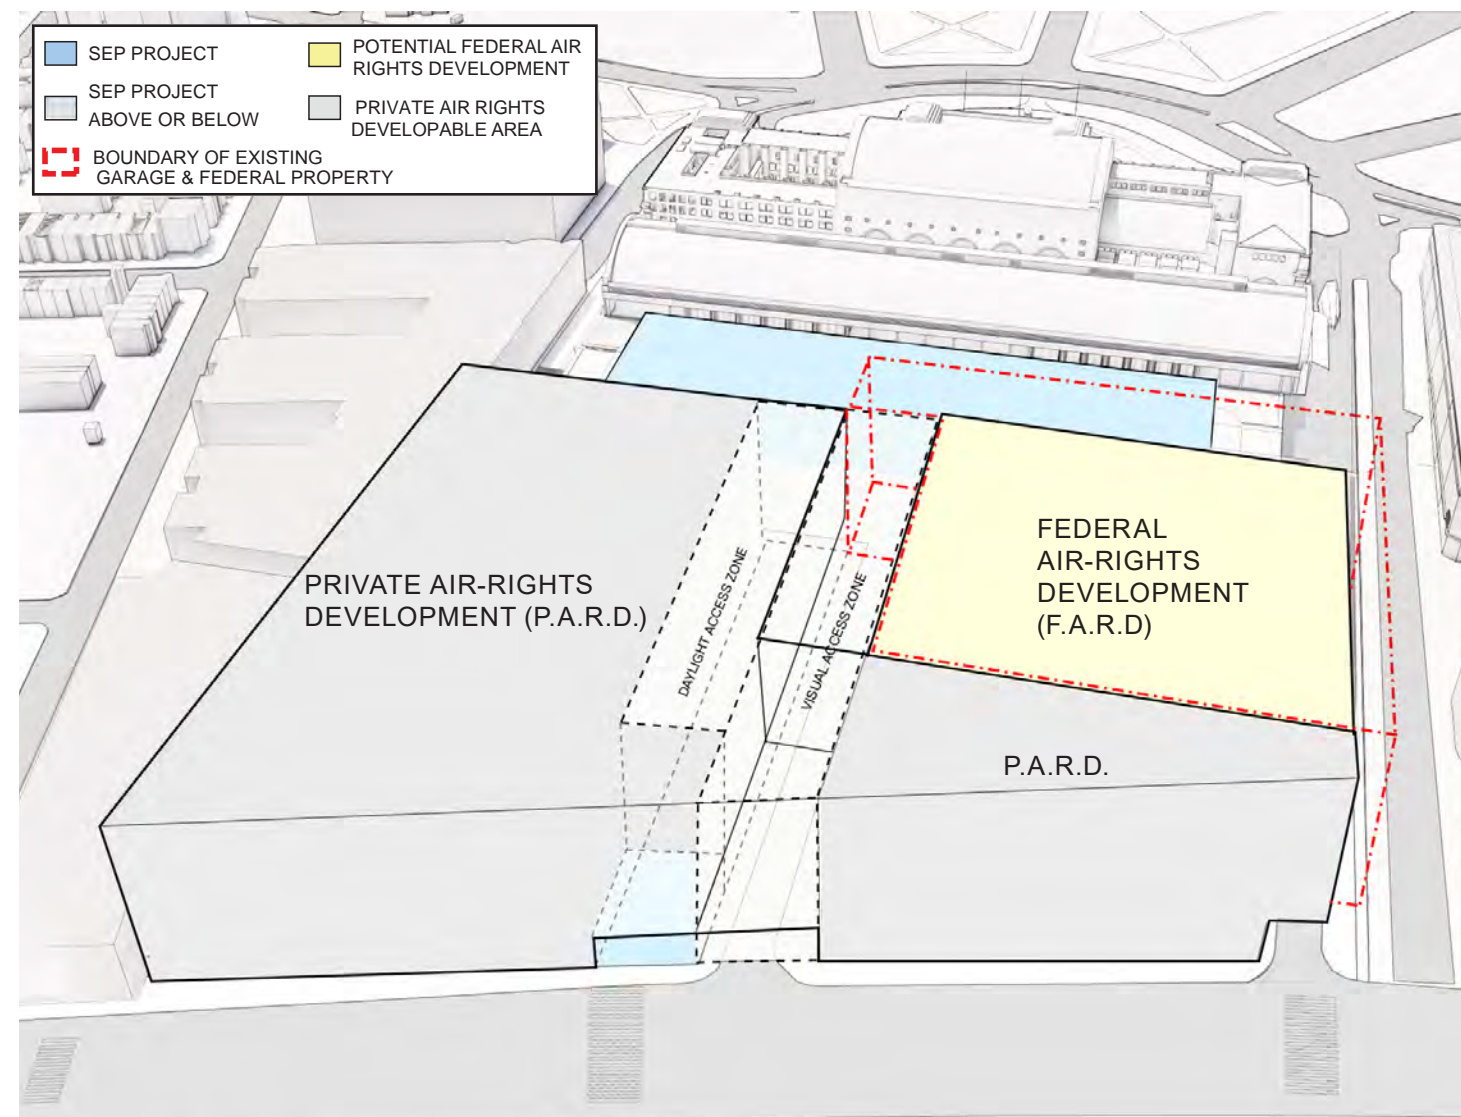 SEP PROJECT
SEP PROJECT
ABOVE OR BELOW
POTENTIAL FEDERAL AIR
RIGHTS DEVELOPMENT
PRIVATE AIR RIGHTS
DEVELOPABLE AREA
BOUNDARY OF EXISTING
GARAGE & FEDERAL PROPERTY
PRIVATE AIR-RIGHTS
DEVELOPMENT (P.A.R.D.)
DAYLIGHT ACCESS ZONE
VISUAL ACCESS ZONE
FEDERAL
AIR-RIGHTS
DEVELOPMENT
(F.A.R.D)
P.A.R.D.